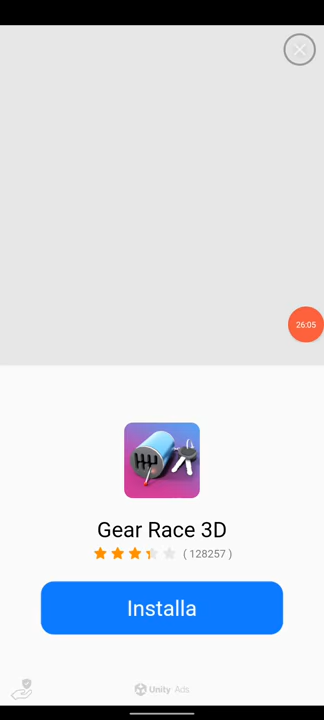 26:05
Gear Race 3D
( 128257 )
Installa
Unity Ads